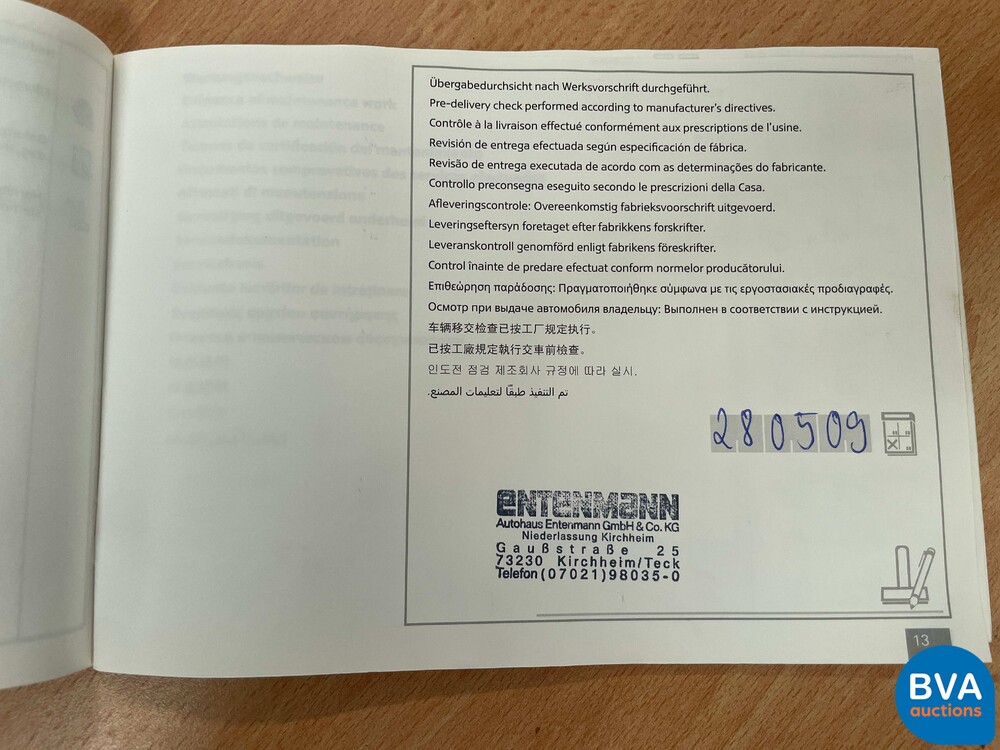 Übergabedurchsicht nach Werksvorschrift durchgeführt.
Pre-delivery check performed according to manufacturer's directives.
Contrôle à la livraison effectué conformément aux prescriptions de l'usine.
Revisión de entrega efectuada según especificación de fábrica.
Revisão de entrega executada de acordo com as determinações do fabricante.
Controllo preconsegna eseguito secondo le prescrizioni della Casa.
Afleveringscontrole: Overeenkomstig fabrieksvoorschrift uitgevoerd.
Leveringseftersyn foretaget efter fabrikkens forskrifter.
Leveranskontroll genomförd enligt fabrikens föreskrifter.
Control înainte de predare efectuat conform normelor producătorului.
Επιθεώρηση παράδοσης: Πραγματοποιήθηκε σύμφωνα με τις εργοστασιακές προδιαγραφές.
Осмотр при выдаче автомобиля владельцу: Выполнен в соответствии с инструкцией.
车辆移交检查已按工厂规定执行。
已按工廠規定執行交車前檢查。
인도전 점검 제조회사 규정에 따라 실시.
تم التنفيذ طبقًا لتعليمات المصنع.
280509
ENTENMANN
Autohaus Entenmann GmbH & Co. KG
Niederlassung Kirchheim
Gaußstraße 25
73230 Kirchheim/Teck
Telefon (07021) 98035-0
13
BVA
auctions